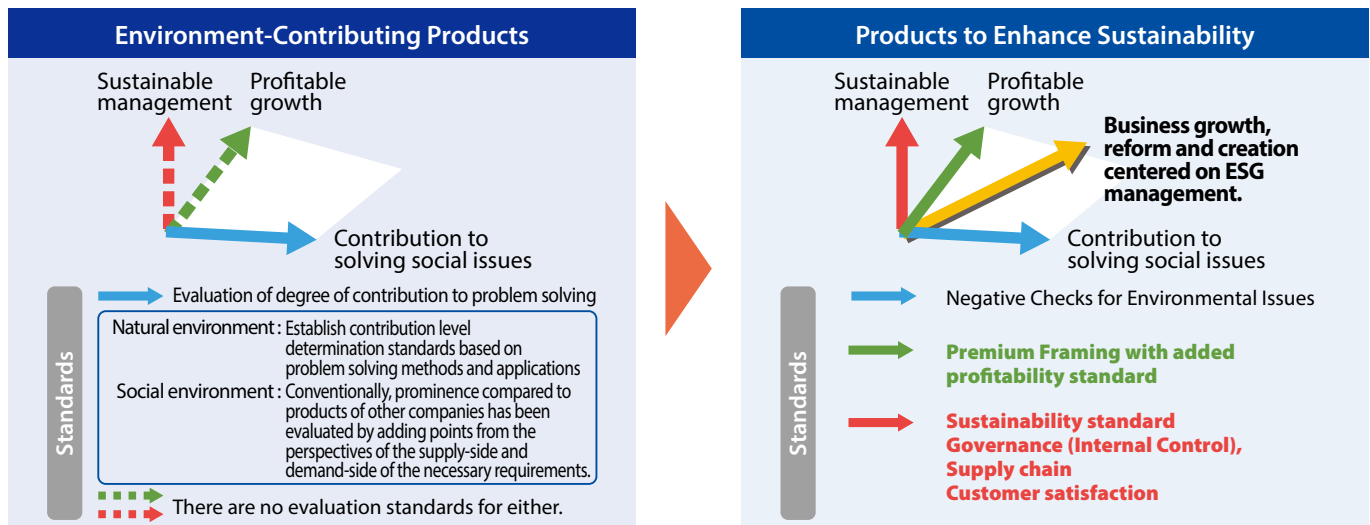 Environment-Contributing Products
Sustainable
management
Profitable
growth
Contribution to
solving social issues
Standards
Evaluation of degree of contribution to problem solving
Natural environment : Establish contribution level
determination standards based on
problem solving methods and applications
Social environment : Conventionally, prominence compared to
products of other companies has been
evaluated by adding points from the
perspectives of the supply-side and
demand-side of the necessary requirements.
There are no evaluation standards for either.
Products to Enhance Sustainability
Sustainable
management
Profitable
growth
Business growth,
reform and creation
centered on ESG
management.
Contribution to
solving social issues
Standards
Negative Checks for Environmental Issues
Premium Framing with added
profitability standard
Sustainability standard
Governance (Internal Control),
Supply chain
Customer satisfaction